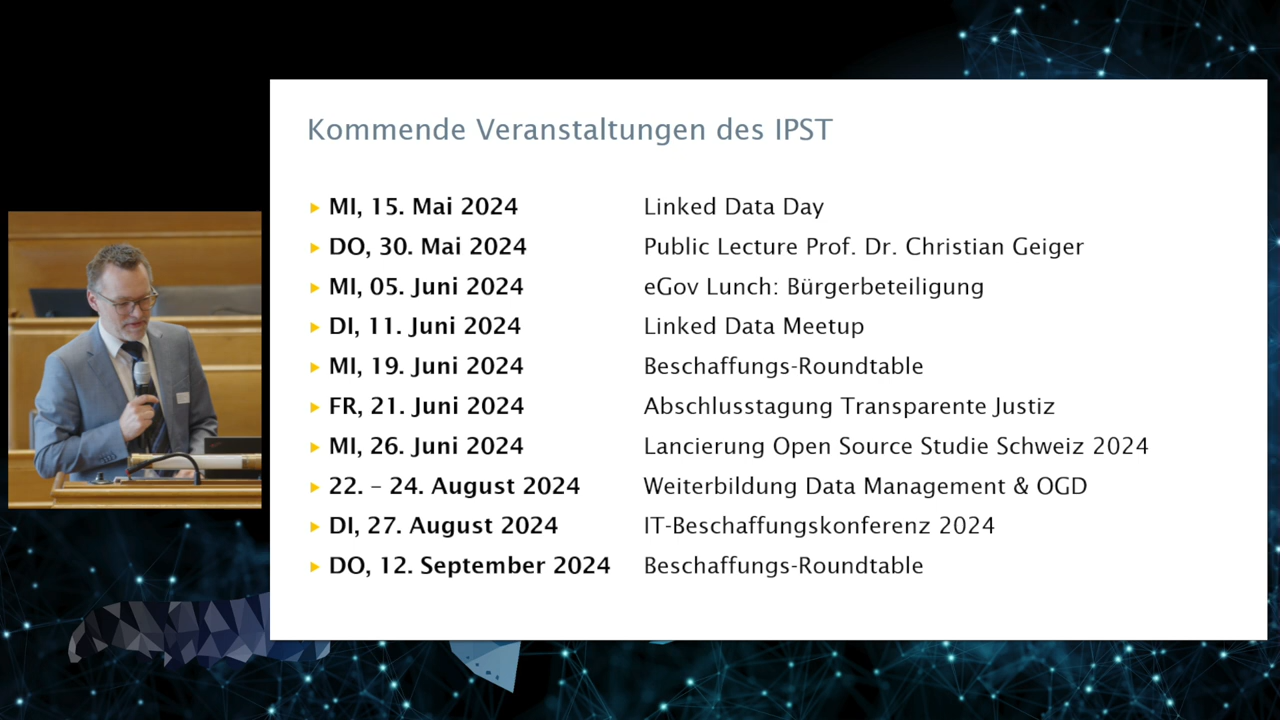 Kommende Veranstaltungen des IPST
MI, 15. Mai 2024 Linked Data Day
DO, 30. Mai 2024 Public Lecture Prof. Dr. Christian Geiger
MI, 05. Juni 2024 eGov Lunch: Bürgerbeteiligung
DI, 11. Juni 2024 Linked Data Meetup
MI, 19. Juni 2024 Beschaffungs-Roundtable
FR, 21. Juni 2024 Abschlusstagung Transparente Justiz
MI, 26. Juni 2024 Lancierung Open Source Studie Schweiz 2024
22. – 24. August 2024 Weiterbildung Data Management & OGD
DI, 27. August 2024 IT-Beschaffungskonferenz 2024
DO, 12. September 2024 Beschaffungs-Roundtable